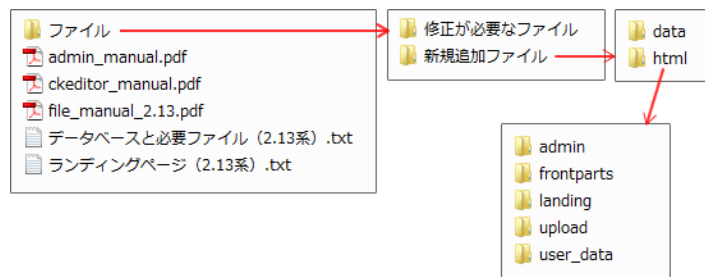 ファイル
admin_manual.pdf
ckeditor_manual.pdf
file_manual_2.13.pdf
データベースと必要ファイル（2.13系）.txt
ランディングページ（2.13系）.txt
修正が必要なファイル
新規追加ファイル
data
html
admin
frontparts
landing
upload
user_data